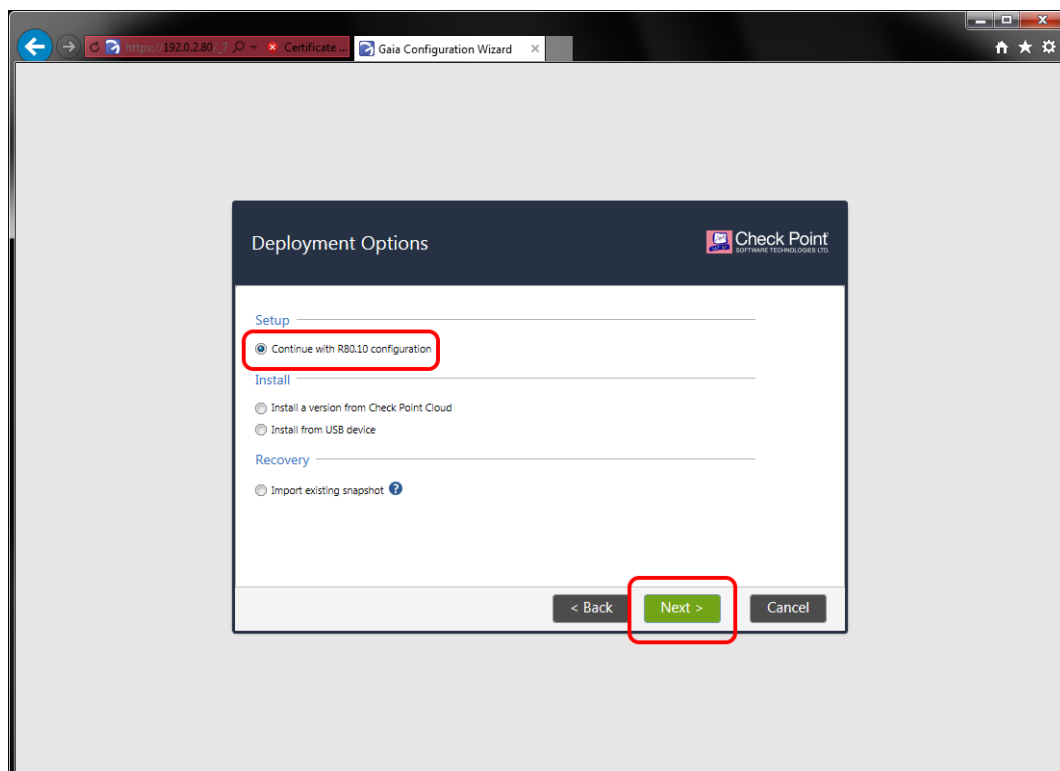 https://192.0.2.80/_7
Certificate ...
Gaia Configuration Wizard
Deployment Options
Check Point
SOFTWARE TECHNOLOGIES LTD.
Setup
Continue with R80.10 configuration
Install
Install a version from Check Point Cloud
Install from USB device
Recovery
Import existing snapshot ?
< Back
Next >
Cancel